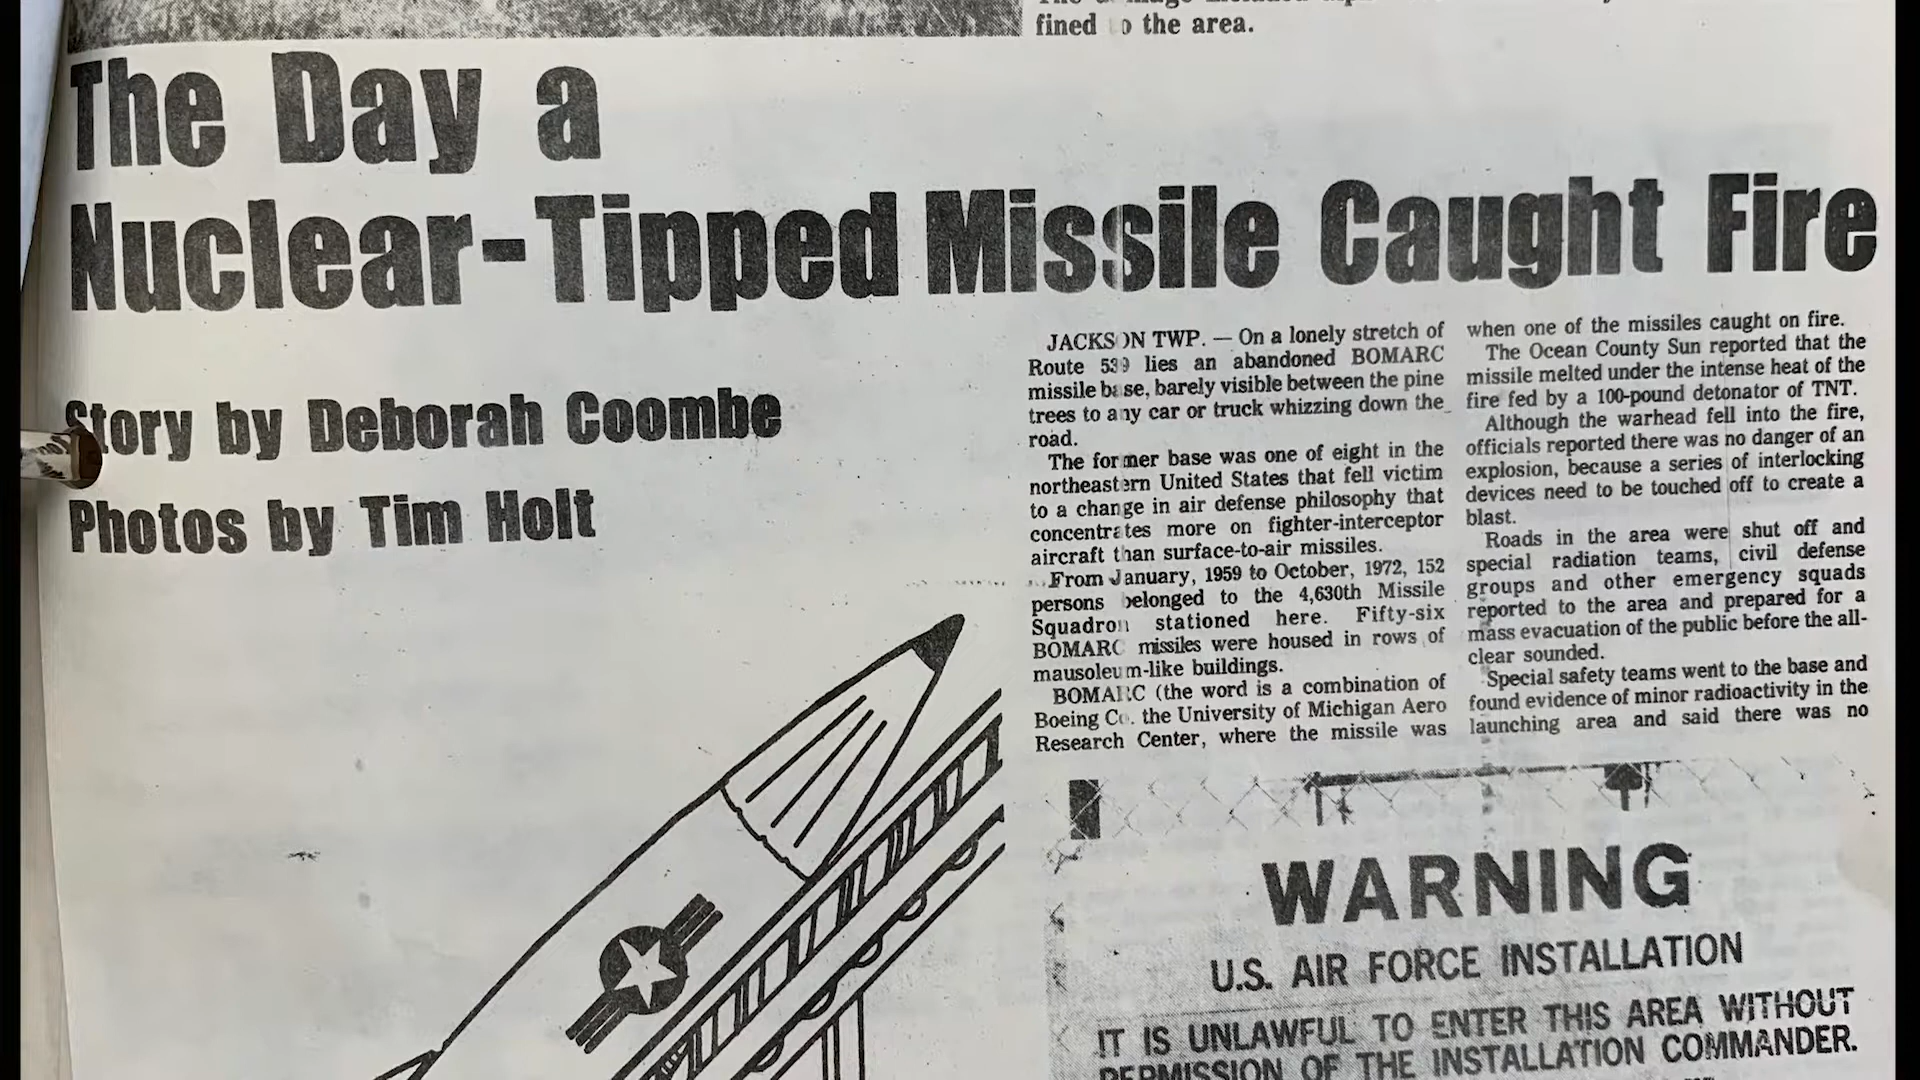 fined to the area.
The Day a
Nuclear-Tipped Missile Caught Fire
Story by Deborah Coombe
Photos by Tim Holt
JACKSON TWP. — On a lonely stretch of
Route 539 lies an abandoned BOMARC
missile base, barely visible between the pine
trees to any car or truck whizzing down the
road.
The former base was one of eight in the
northeastern United States that fell victim
to a change in air defense philosophy that
concentrates more on fighter-interceptor
aircraft than surface-to-air missiles.
From January, 1959 to October, 1972, 152
persons belonged to the 4,630th Missile
Squadron stationed here. Fifty-six
BOMARC missiles were housed in rows of
mausoleum-like buildings.
BOMARC (the word is a combination of
Boeing Co. the University of Michigan Aero
Research Center, where the missile was
when one of the missiles caught on fire.
The Ocean County Sun reported that the
missile melted under the intense heat of the
fire fed by a 100-pound detonator of TNT.
Although the warhead fell into the fire,
officials reported there was no danger of an
explosion, because a series of interlocking
devices need to be touched off to create a
blast.
Roads in the area were shut off and
special radiation teams, civil defense
groups and other emergency squads
reported to the area and prepared for a
mass evacuation of the public before the all-
clear sounded.
Special safety teams went to the base and
found evidence of minor radioactivity in the
launching area and said there was no
WARNING
U.S. AIR FORCE INSTALLATION
IT IS UNLAWFUL TO ENTER THIS AREA WITHOUT
PERMISSION OF THE INSTALLATION COMMANDER.